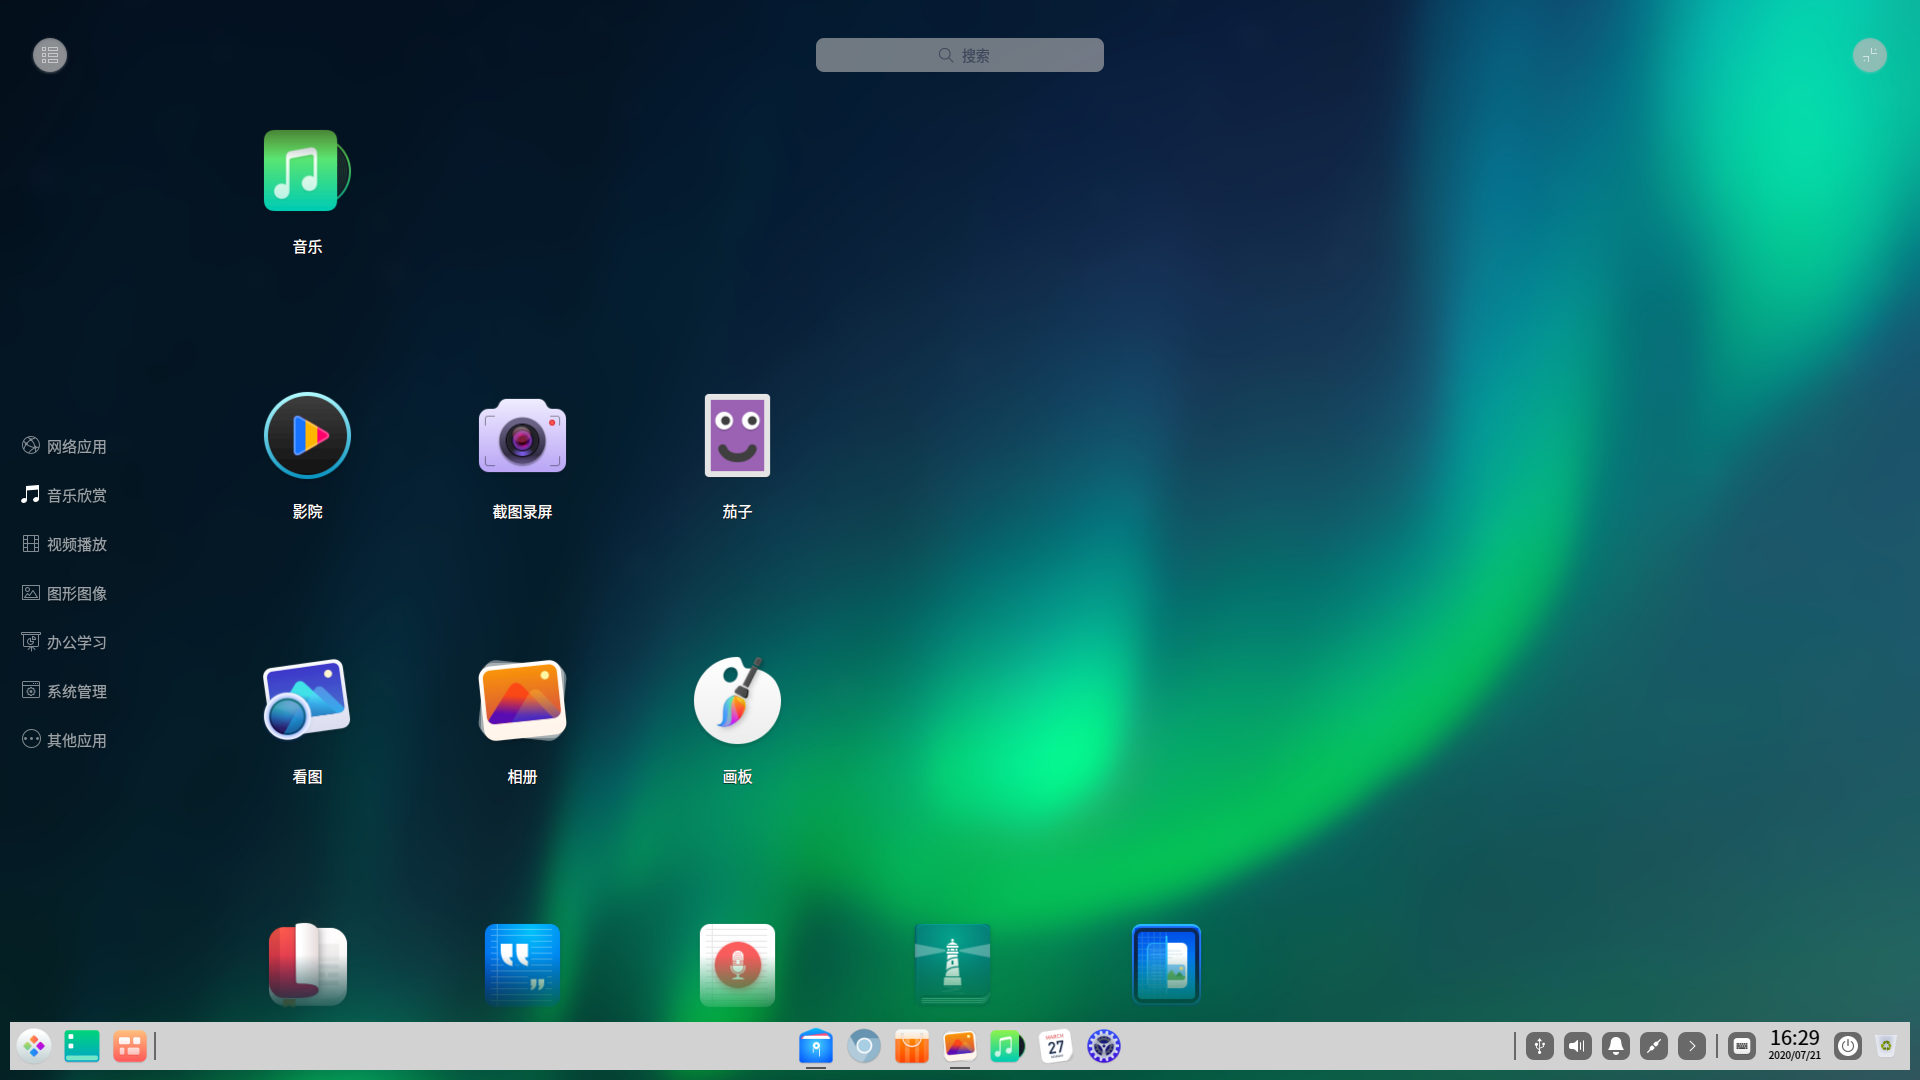 搜索
音乐
网络应用
音乐欣赏
视频播放
图形图像
办公学习
系统管理
其他应用
影院
截图录屏
茄子
看图
相册
画板
MARCH
27
16:29
2020/07/21